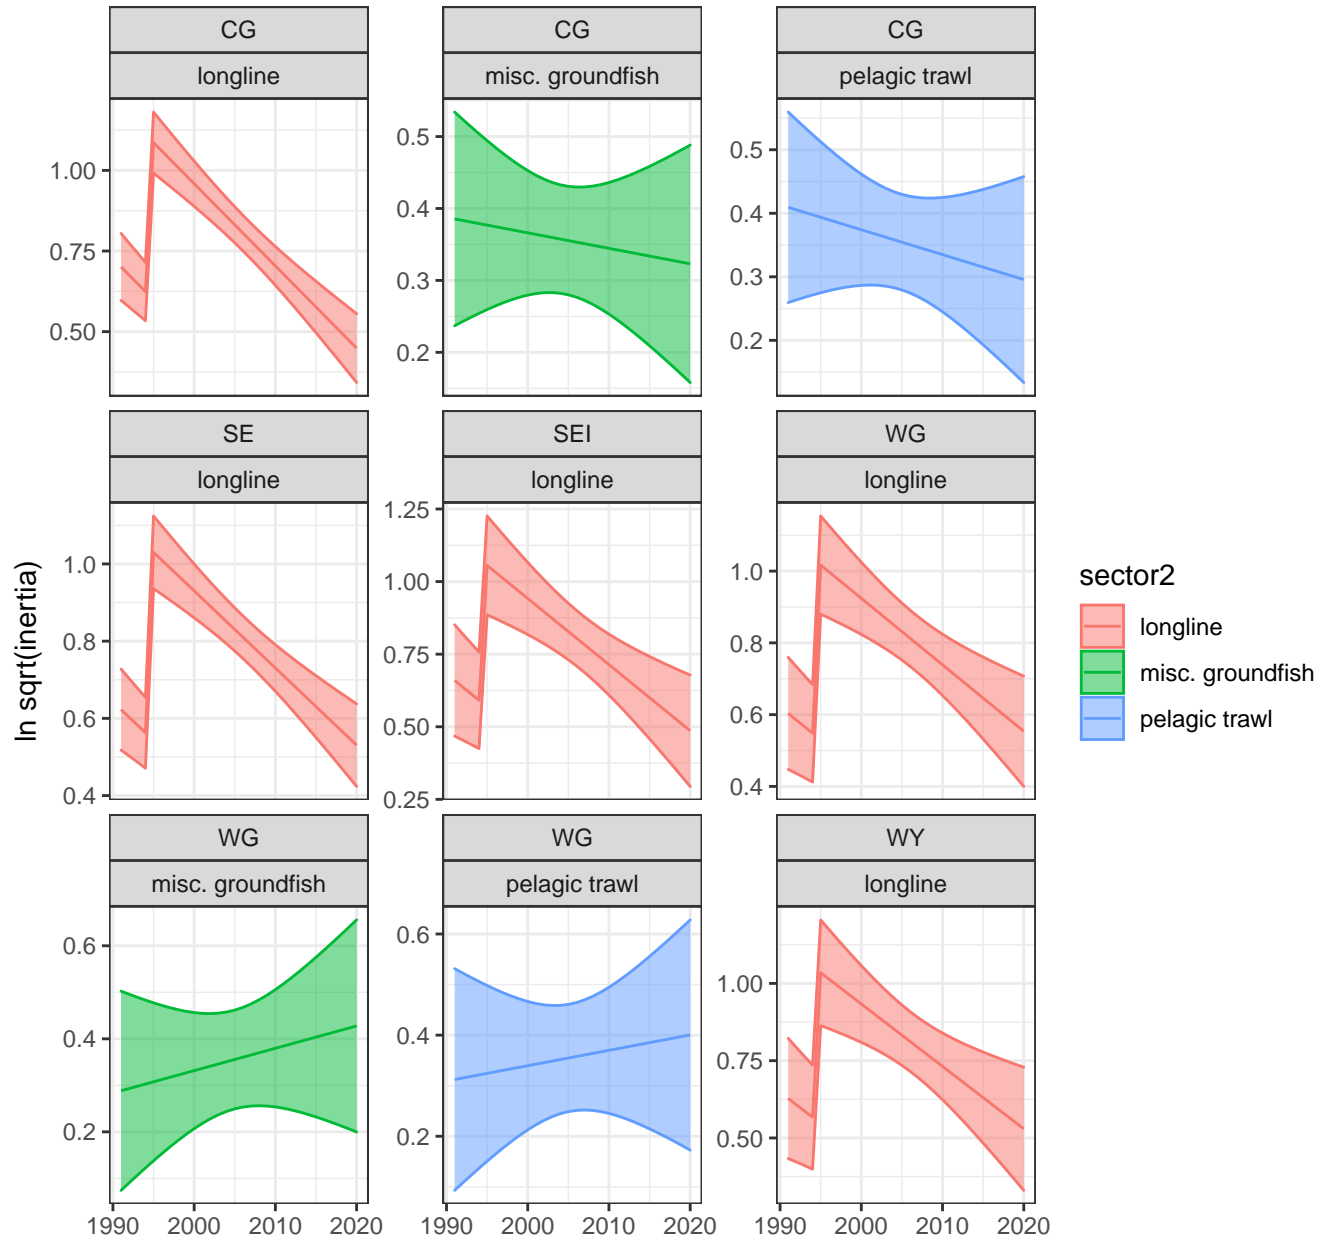 CG
longline
1.00
0.75
0.50
CG
misc. groundfish
0.5
0.4
0.3
0.2
CG
pelagic trawl
0.5
0.4
0.3
0.2
SE
longline
1.0
0.8
0.6
0.4
SEI
longline
1.25
1.00
0.75
0.50
0.25
WG
longline
1.0
0.8
0.6
0.4
WG
misc. groundfish
0.6
0.4
0.2
1990 2000 2010 2020
WG
pelagic trawl
0.6
0.4
0.2
1990 2000 2010 2020
WY
longline
1.00
0.75
0.50
1990 2000 2010 2020
ln sqrt(inertia)
sector2
longline
misc. groundfish
pelagic trawl